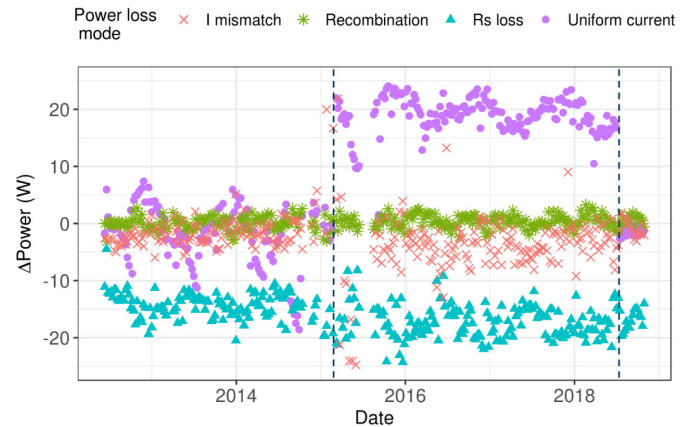 Power loss mode × I mismatch ✳ Recombination ▲ Rs loss ● Uniform current
20
10
0
-10
-20
ΔPower (W)
2014 2016 2018
Date